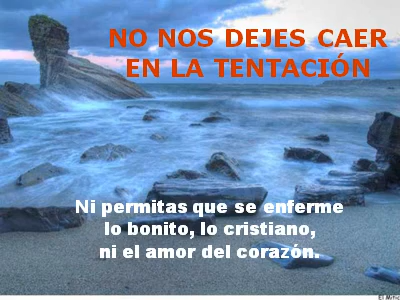 NO NOS DEJES CAER
EN LA TENTACIÓN
Ni permitas que se enferme
lo bonito, lo cristiano,
ni el amor del corazón.